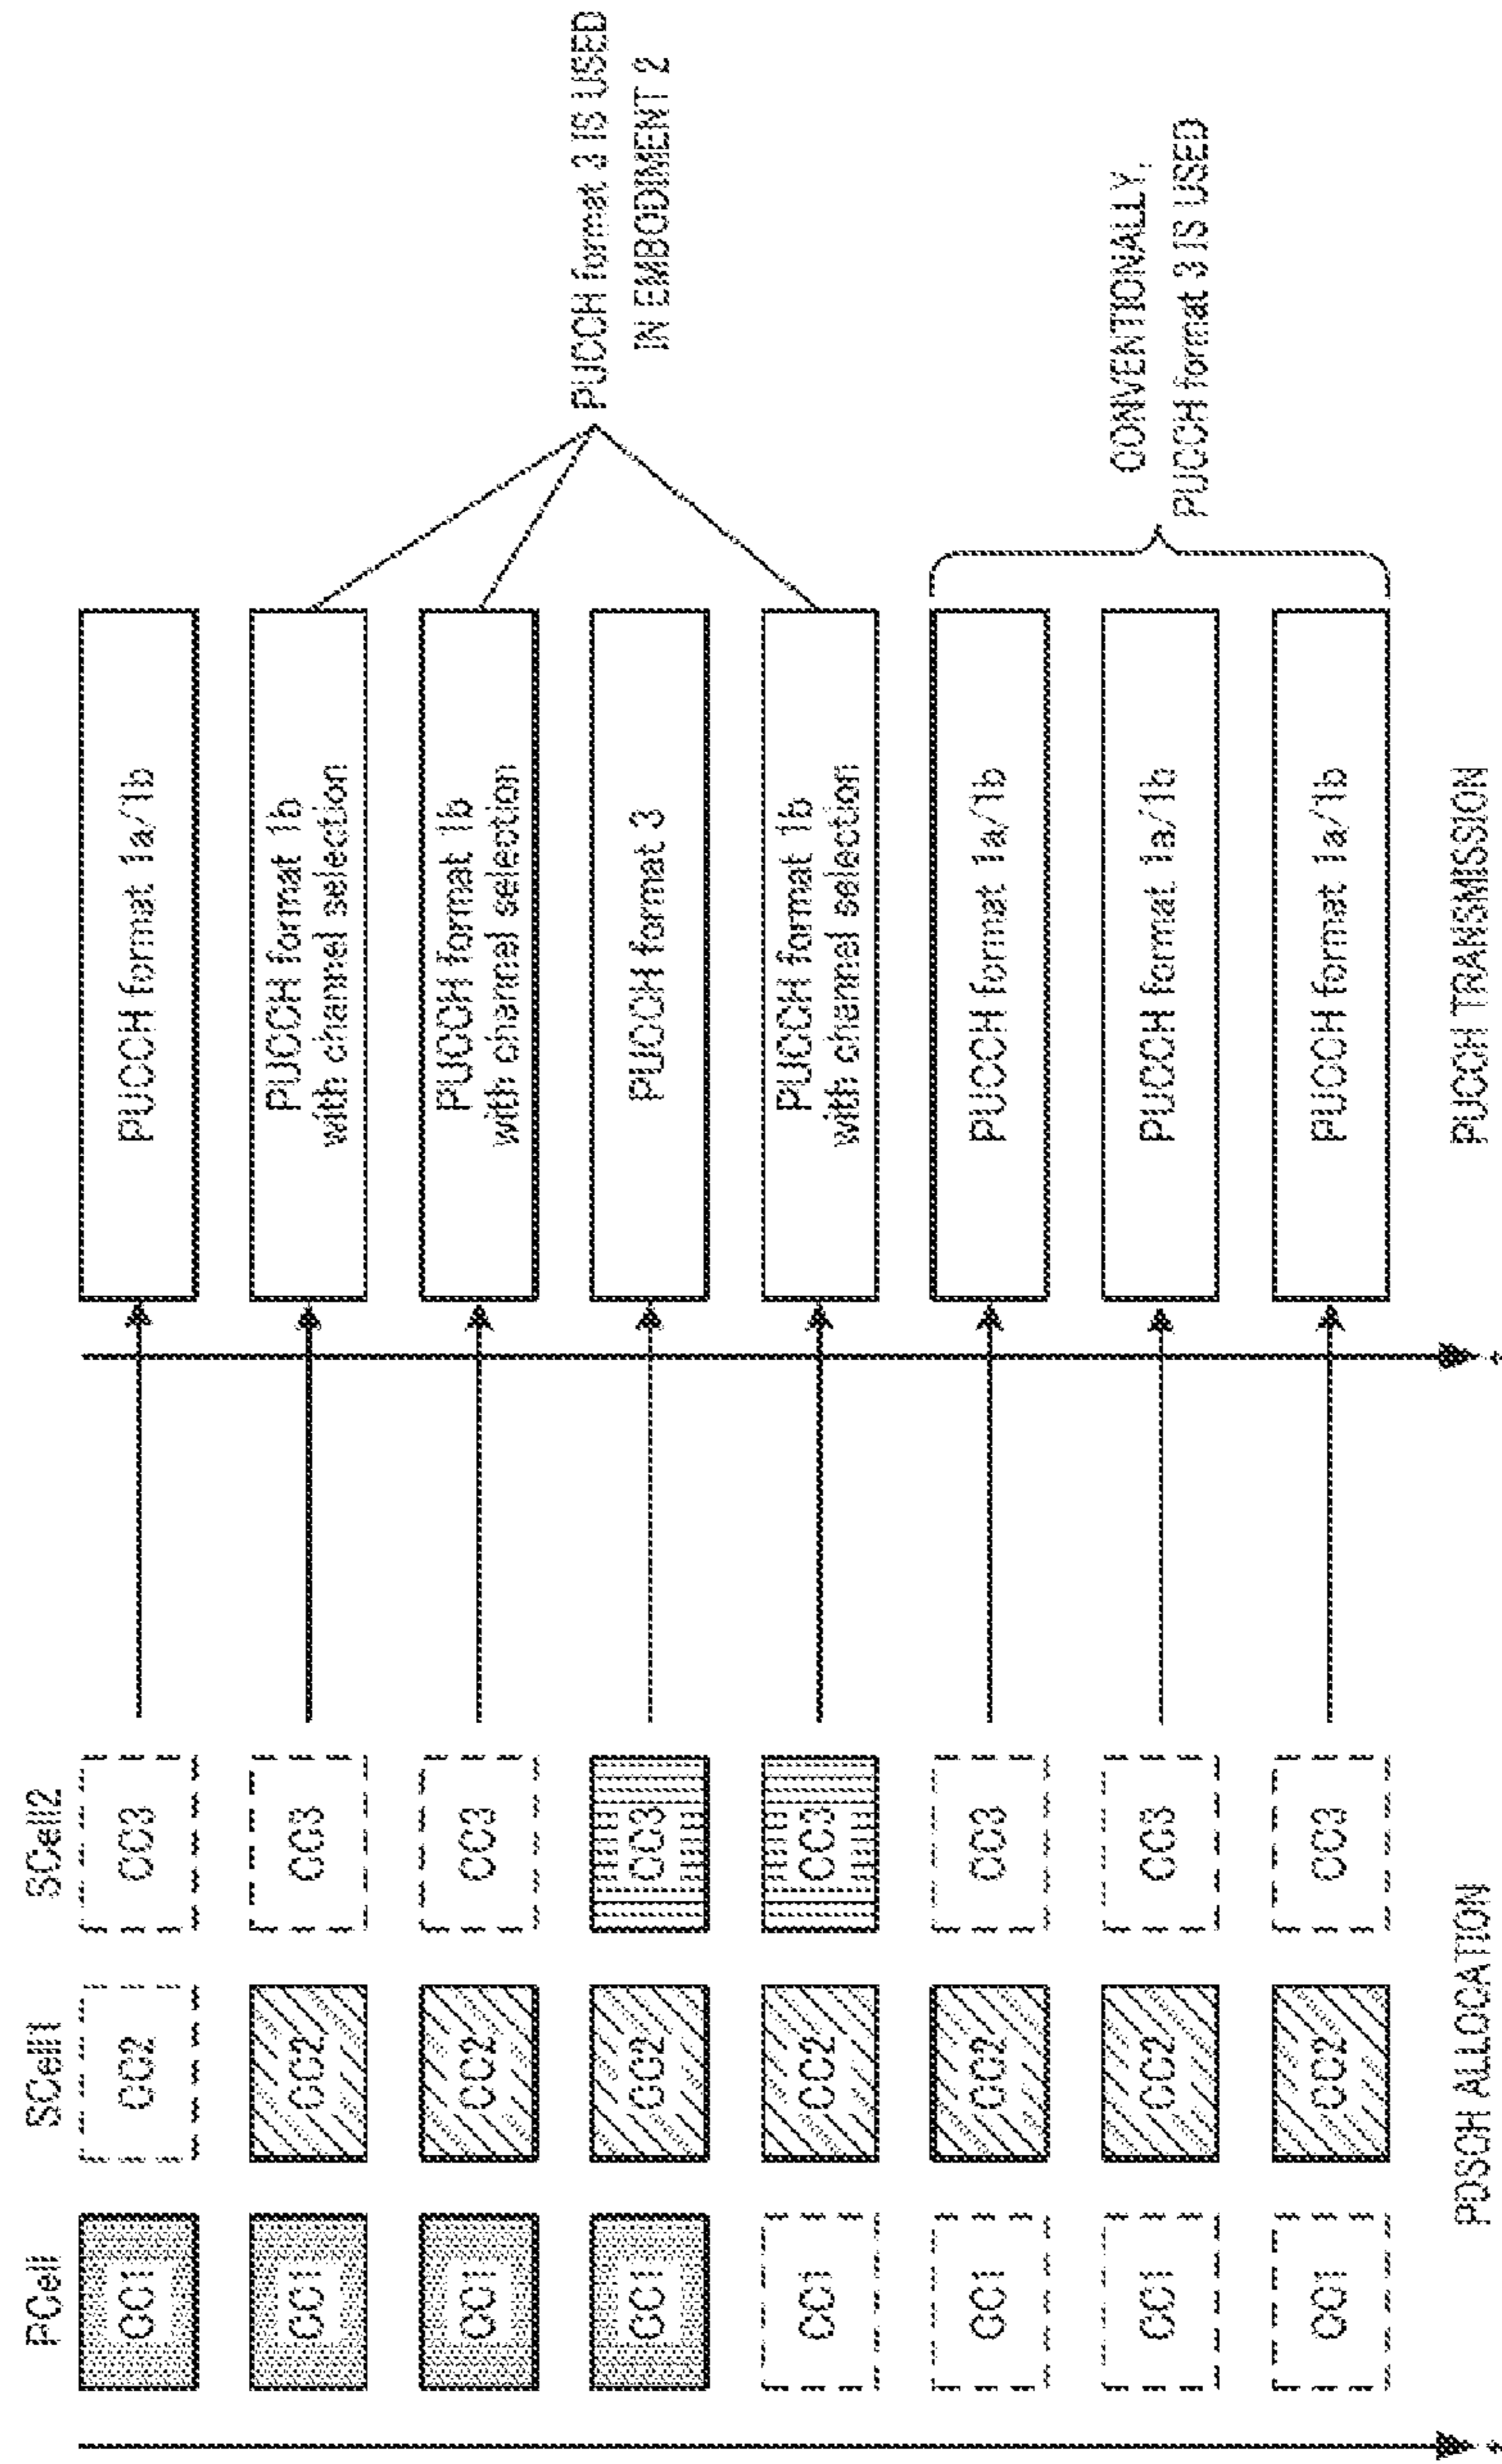 PCell SCell1 SCell2
CC1 CC2 CC3 PUCCH format 1a/1b
CC1 CC2 CC3 PUCCH format 1b
with channel selection
CC1 CC2 CC3 PUCCH format 1b
with channel selection
PUCCH format 3 IS USED
IN EMBODIMENT 2
CC1 CC2 CC3 PUCCH format 3
CC1 CC2 CC3 PUCCH format 1b
with channel selection
CC1 CC2 CC3 PUCCH format 1a/1b
CC1 CC2 CC3 PUCCH format 1a/1b
CONVENTIONALLY,
PUCCH format 3 IS USED
CC1 CC2 CC3 PUCCH format 1a/1b
PDSCH ALLOCATION PUCCH TRANSMISSION
t t